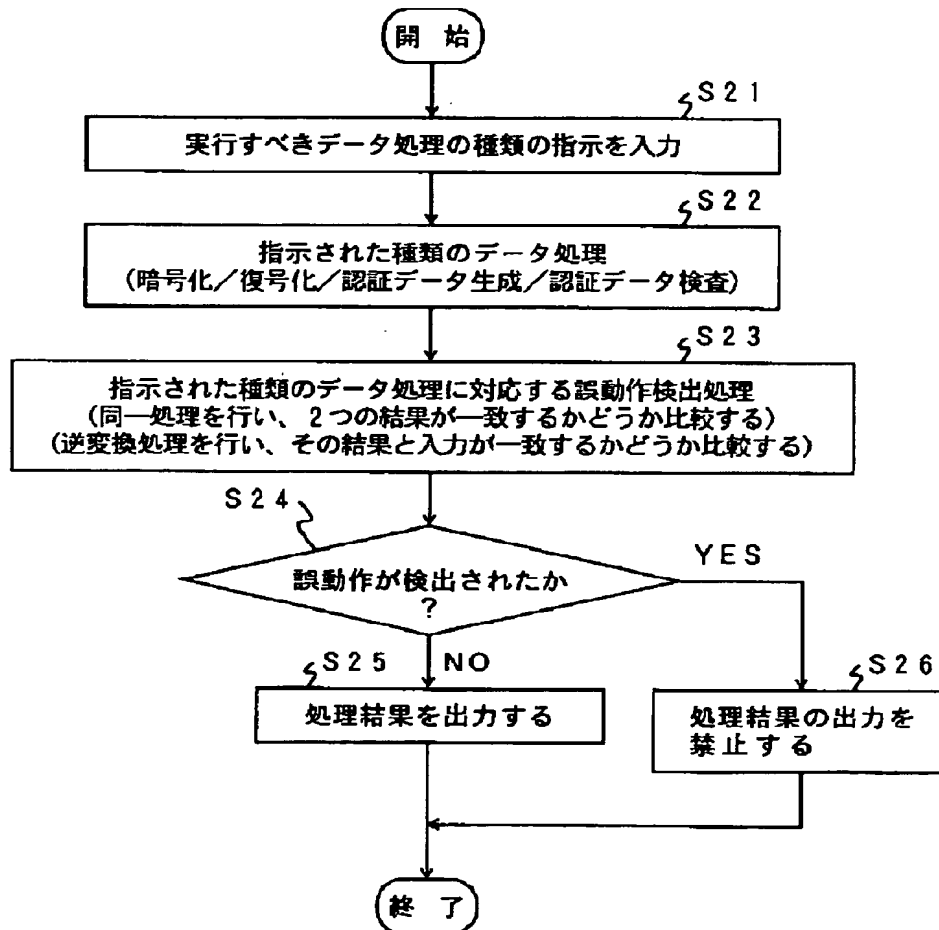 開 始
S21
実行すべきデータ処理の種類の指示を入力
S22
指示された種類のデータ処理
(暗号化/復号化/認証データ生成/認証データ検査)
S23
指示された種類のデータ処理に対応する誤動作検出処理
(同一処理を行い、2つの結果が一致するかどうか比較する)
(逆変換処理を行い、その結果と入力が一致するかどうか比較する)
S24
誤動作が検出されたか
?
YES
NO
S25
処理結果を出力する
S26
処理結果の出力を
禁止する
終 了